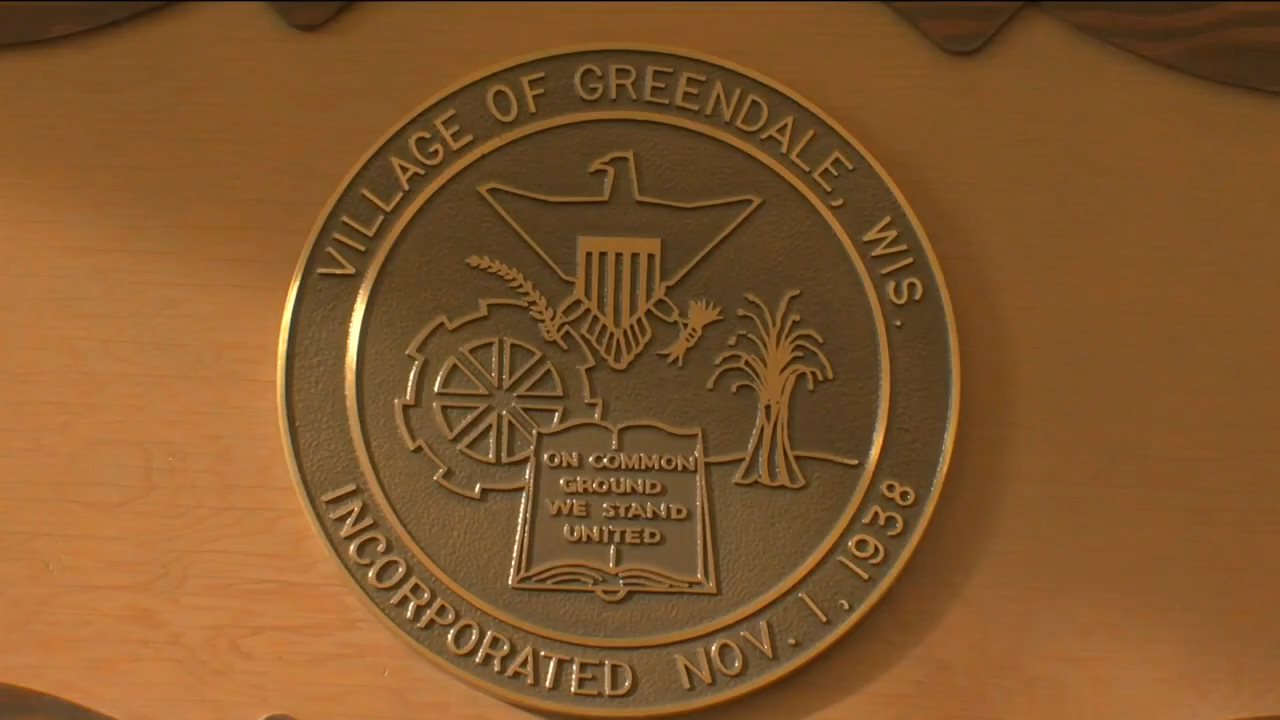 VILLAGE OF GREENDALE, WIS.
ON COMMON
GROUND
WE STAND
UNITED
INCORPORATED NOV. 1, 1938